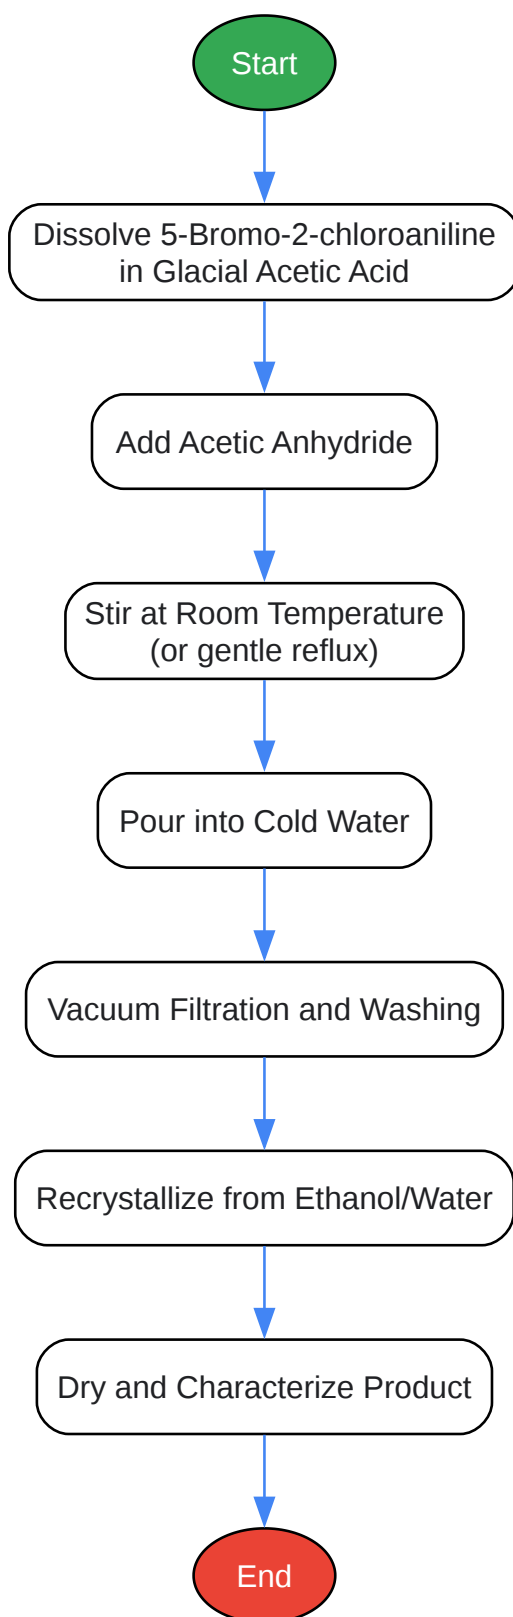 Start
Dissolve 5-Bromo-2-chloroaniline
in Glacial Acetic Acid
Add Acetic Anhydride
Stir at Room Temperature
(or gentle reflux)
Pour into Cold Water
Vacuum Filtration and Washing
Recrystallize from Ethanol/Water
Dry and Characterize Product
End